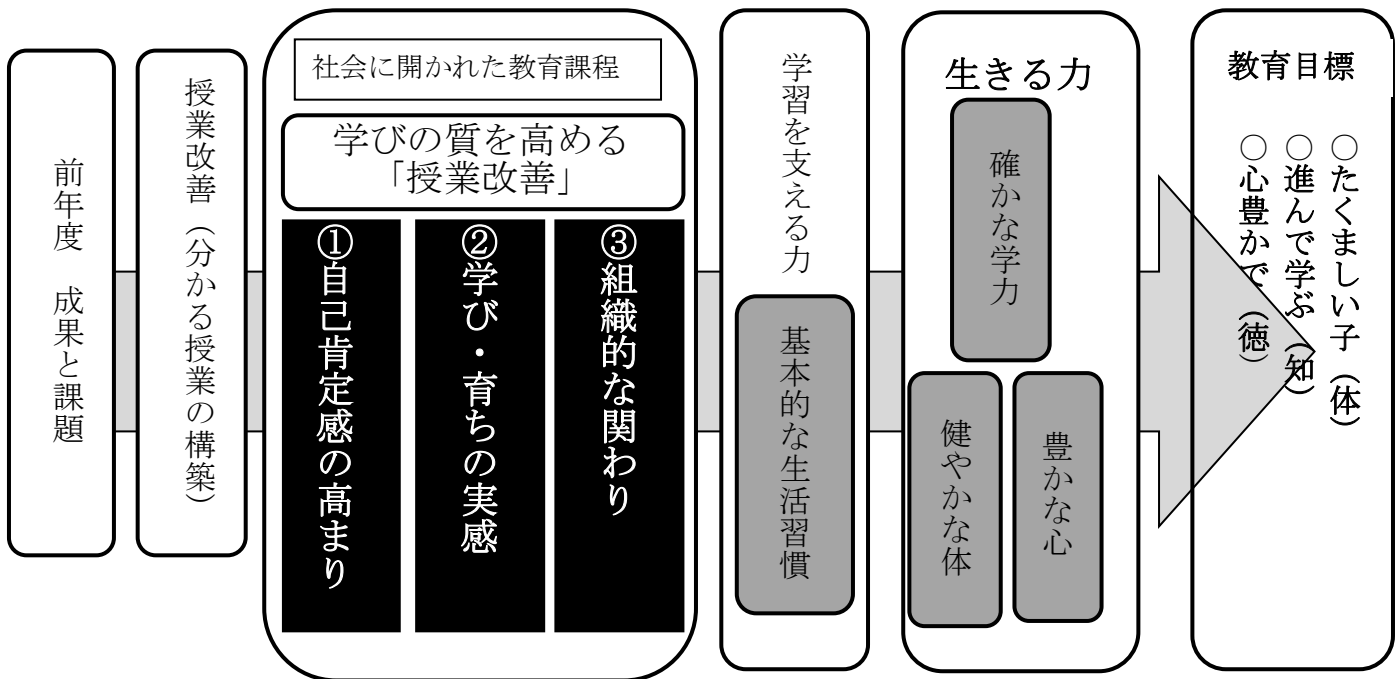 前年度 成果と課題
授業改善（分かる授業の構築）
社会に開かれた教育課程
学びの質を高める
「授業改善」
①自己肯定感の高まり
②学び・育ちの実感
③組織的な関わり
学習を支える力
基本的な生活習慣
生きる力
確かな学力
健やかな体
豊かな心
教育目標
○たくましい子（体）
○進んで学ぶ（知）
○心豊かで（徳）